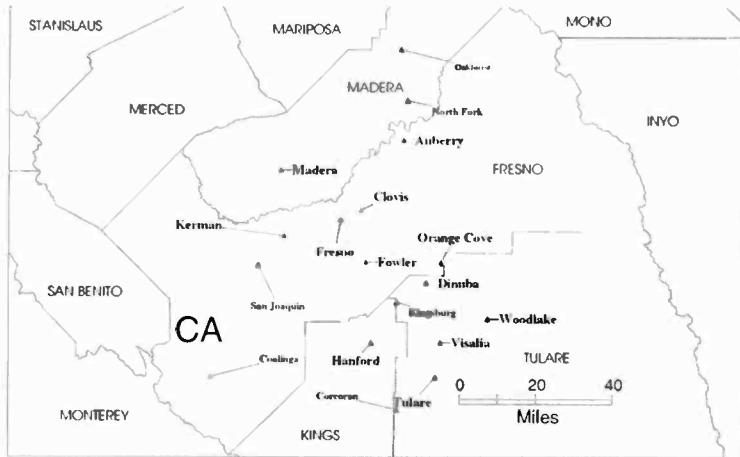 STANISLAUS
MARIPOSA
MONO
Oakhurst
MADERA
MERCED
North Fork
INYO
Auberry
Madera
FRESNO
Clovis
Kerman
Orange Cove
Fresno
Fowler
Dinuba
SAN BENITO
San Joaquin
Kingsburg
CA
Woodlake
Visalia
Coalinga
Hanford
TULARE
Corcoran
Tulare
0 20 40
Miles
MONTEREY
KINGS